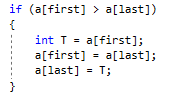 if (a[first] > a[last])
{
    int T = a[first];
    a[first] = a[last];
    a[last] = T;
}